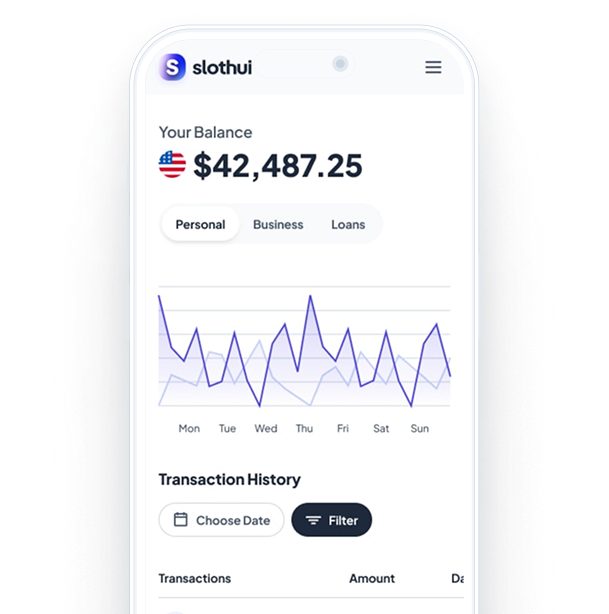 S slothui
Your Balance
$42,487.25
Personal Business Loans
Mon Tue Wed Thu Fri Sat Sun
Transaction History
Choose Date Filter
Transactions Amount Da